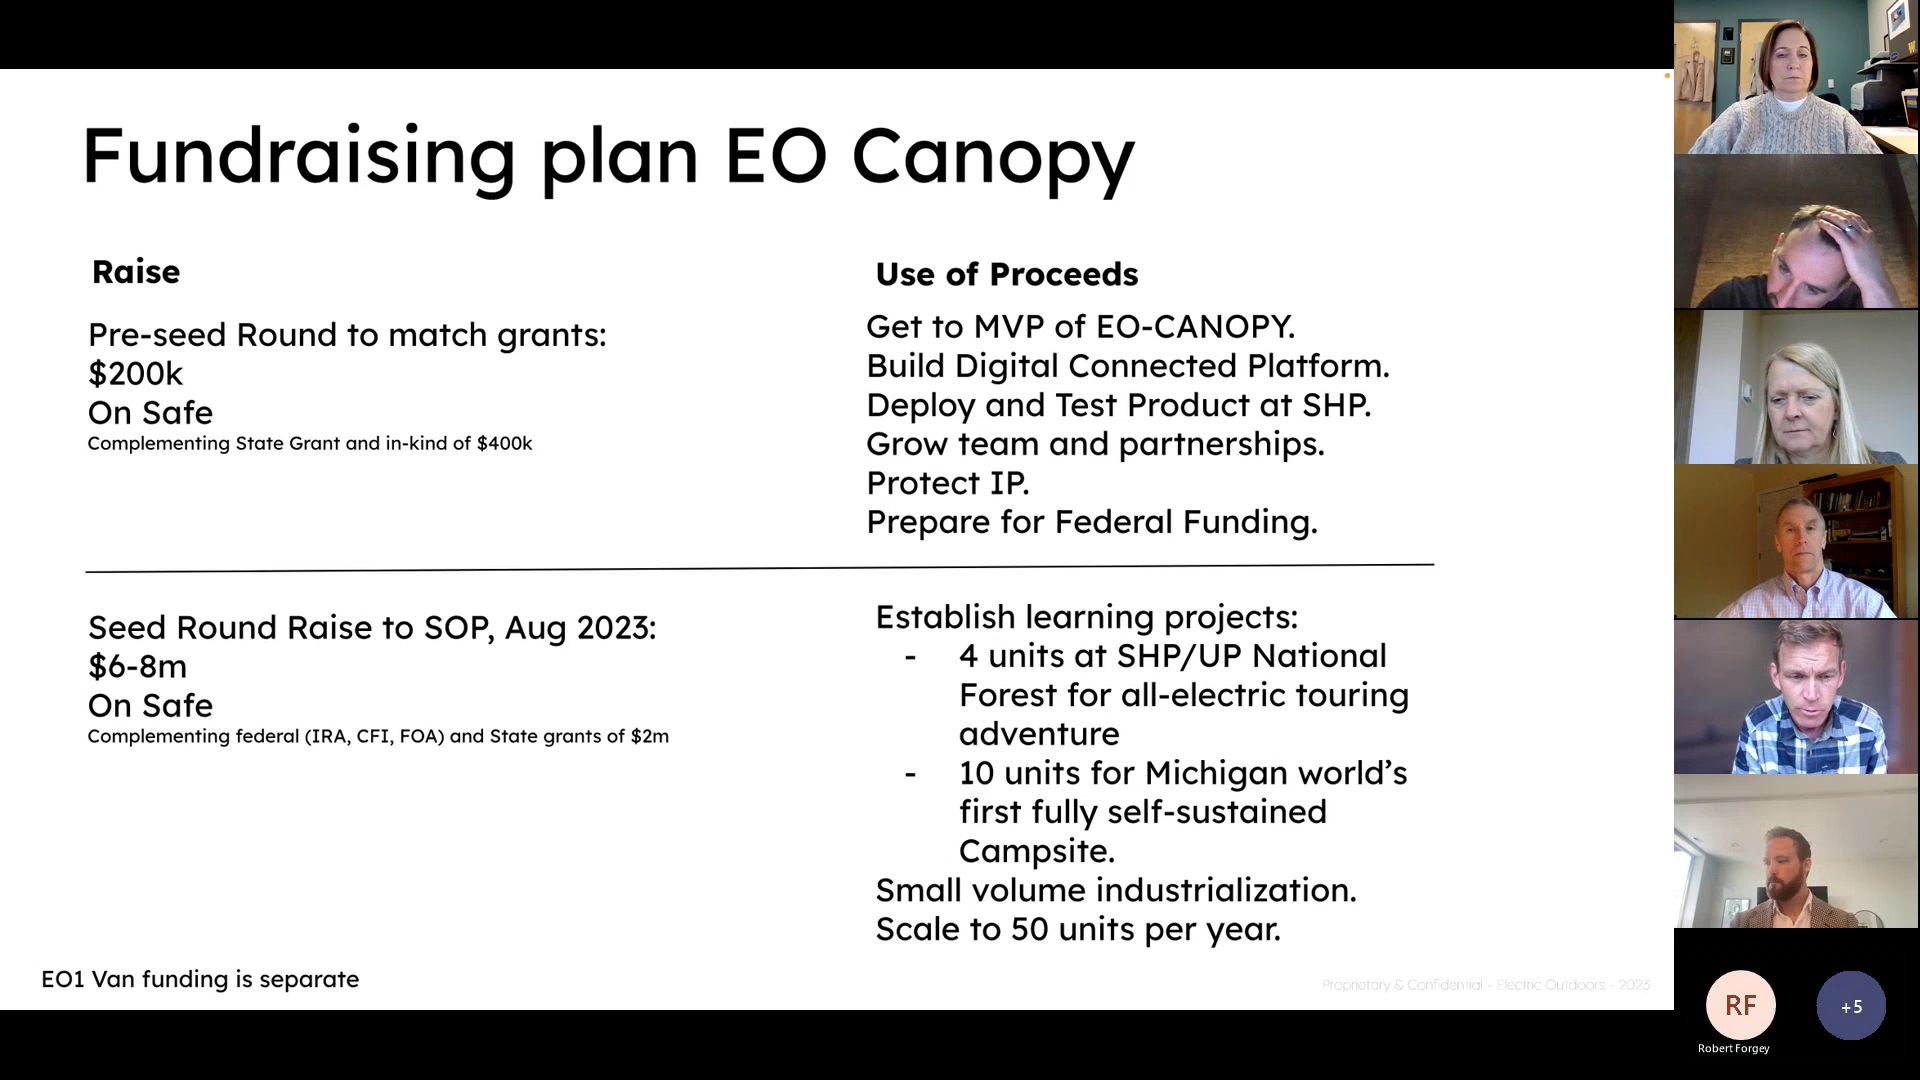 Fundraising plan EO Canopy
Raise
Pre-seed Round to match grants:
$200k
On Safe
Complementing State Grant and in-kind of $400k
Use of Proceeds
Get to MVP of EO-CANOPY.
Build Digital Connected Platform.
Deploy and Test Product at SHP.
Grow team and partnerships.
Protect IP.
Prepare for Federal Funding.
Seed Round Raise to SOP, Aug 2023:
$6-8m
On Safe
Complementing federal (IRA, CFI, FOA) and State grants of $2m
Establish learning projects:
- 4 units at SHP/UP National
Forest for all-electric touring
adventure
- 10 units for Michigan world’s
first fully self-sustained
Campsite.
Small volume industrialization.
Scale to 50 units per year.
EO1 Van funding is separate
Proprietary & Confidential - Electric Outdoors - 2023
W
RF
+5
Robert Forgey